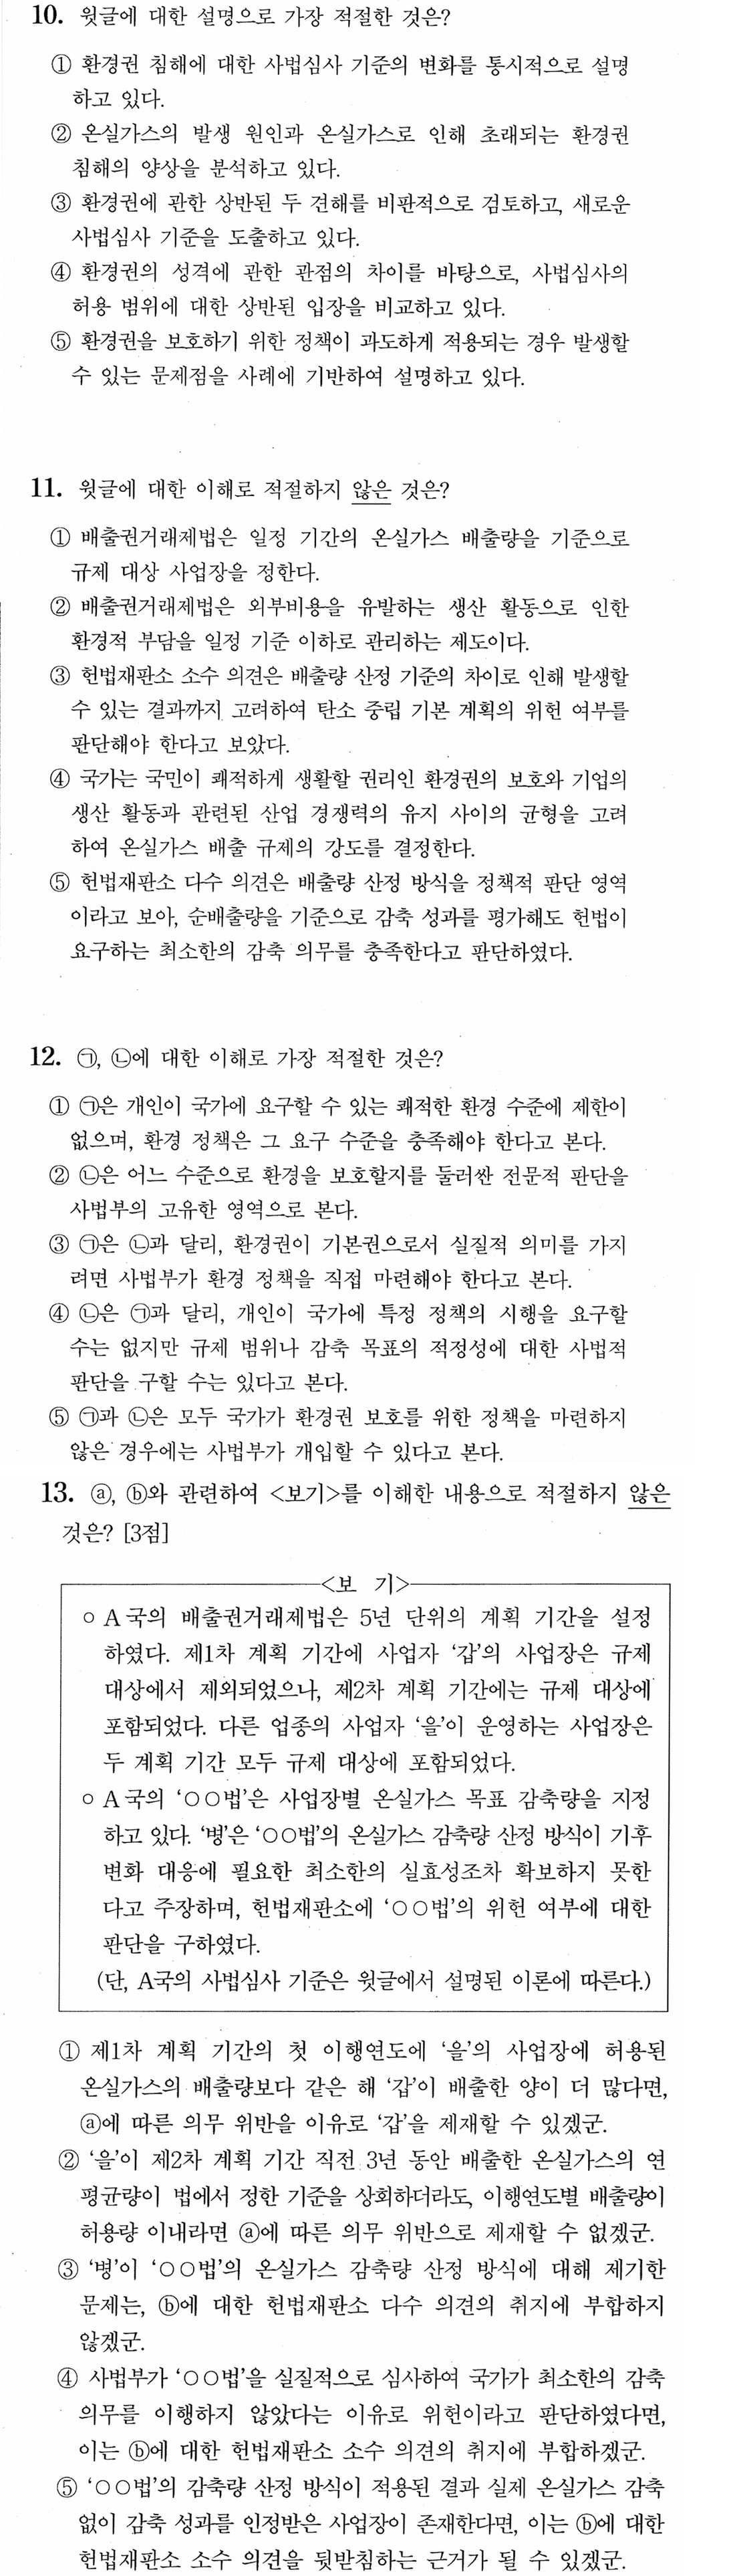 10. 윗글에 대한 설명으로 가장 적절한 것은?
① 환경권 침해에 대한 사법심사 기준의 변화를 통시적으로 설명
하고 있다.
② 온실가스의 발생 원인과 온실가스로 인해 초래되는 환경권
침해의 양상을 분석하고 있다.
③ 환경권에 관한 상반된 두 견해를 비판적으로 검토하고, 새로운
사법심사 기준을 도출하고 있다.
④ 환경권의 성격에 관한 관점의 차이를 바탕으로, 사법심사의
허용 범위에 대한 상반된 입장을 비교하고 있다.
⑤ 환경권을 보호하기 위한 정책이 과도하게 적용되는 경우 발생할
수 있는 문제점을 사례에 기반하여 설명하고 있다.
11. 윗글에 대한 이해로 적절하지 않은 것은?
① 배출권거래제법은 일정 기간의 온실가스 배출량을 기준으로
규제 대상 사업장을 정한다.
② 배출권거래제법은 외부비용을 유발하는 생산 활동으로 인한
환경적 부담을 일정 기준 이하로 관리하는 제도이다.
③ 헌법재판소 소수 의견은 배출량 산정 기준의 차이로 인해 발생할
수 있는 결과까지 고려하여 탄소 중립 기본 계획의 위헌 여부를
판단해야 한다고 보았다.
④ 국가는 국민이 쾌적하게 생활할 권리인 환경권의 보호와 기업의
생산 활동과 관련된 산업 경쟁력의 유지 사이의 균형을 고려
하여 온실가스 배출 규제의 강도를 결정한다.
⑤ 헌법재판소 다수 의견은 배출량 산정 방식을 정책적 판단 영역
이라고 보아, 순배출량을 기준으로 감축 성과를 평가해도 헌법이
요구하는 최소한의 감축 의무를 충족한다고 판단하였다.
12. ㉠, ㉡에 대한 이해로 가장 적절한 것은?
① ㉠은 개인이 국가에 요구할 수 있는 쾌적한 환경 수준에 제한이
없으며, 환경 정책은 그 요구 수준을 충족해야 한다고 본다.
② ㉡은 어느 수준으로 환경을 보호할지를 둘러싼 전문적 판단을
사법부의 고유한 영역으로 본다.
③ ㉠은 ㉡과 달리, 환경권이 기본권으로서 실질적 의미를 가지
려면 사법부가 환경 정책을 직접 마련해야 한다고 본다.
④ ㉡은 ㉠과 달리, 개인이 국가에 특정 정책의 시행을 요구할
수는 없지만 규제 범위나 감축 목표의 적정성에 대한 사법적
판단을 구할 수는 있다고 본다.
⑤ ㉠과 ㉡은 모두 국가가 환경권 보호를 위한 정책을 마련하지
않은 경우에는 사법부가 개입할 수 있다고 본다.
13. ⓐ, ⓑ와 관련하여 <보기>를 이해한 내용으로 적절하지 않은
것은? [3점]
<보 기>
○ A국의 배출권거래제법은 5년 단위의 계획 기간을 설정
하였다. 제1차 계획 기간에 사업자 ‘갑’의 사업장은 규제
대상에서 제외되었으나, 제2차 계획 기간에는 규제 대상에
포함되었다. 다른 업종의 사업자 ‘을’이 운영하는 사업장은
두 계획 기간 모두 규제 대상에 포함되었다.
○ A국의 ‘○○법’은 사업장별 온실가스 목표 감축량을 지정
하고 있다. ‘병’은 ‘○○법’의 온실가스 감축량 산정 방식이 기후
변화 대응에 필요한 최소한의 실효성조차 확보하지 못한
다고 주장하며, 헌법재판소에 ‘○○법’의 위헌 여부에 대한
판단을 구하였다.
(단, A국의 사법심사 기준은 윗글에서 설명된 이론에 따른다.)
① 제1차 계획 기간의 첫 이행연도에 ‘을’의 사업장에 허용된
온실가스의 배출량보다 같은 해 ‘갑’이 배출한 양이 더 많다면,
ⓐ에 따른 의무 위반을 이유로 ‘갑’을 제재할 수 있겠군.
② ‘을’이 제2차 계획 기간 직전 3년 동안 배출한 온실가스의 연
평균량이 법에서 정한 기준을 상회하더라도, 이행연도별 배출량이
허용량 이내라면 ⓐ에 따른 의무 위반으로 제재할 수 없겠군.
③ ‘병’이 ‘○○법’의 온실가스 감축량 산정 방식에 대해 제기한
문제는, ⓑ에 대한 헌법재판소 다수 의견의 취지에 부합하지
않겠군.
④ 사법부가 ‘○○법’을 실질적으로 심사하여 국가가 최소한의 감축
의무를 이행하지 않았다는 이유로 위헌이라고 판단하였다면,
이는 ⓑ에 대한 헌법재판소 소수 의견의 취지에 부합하겠군.
⑤ ‘○○법’의 감축량 산정 방식이 적용된 결과 실제 온실가스 감축
없이 감축 성과를 인정받은 사업장이 존재한다면, 이는 ⓑ에 대한
헌법재판소 소수 의견을 뒷받침하는 근거가 될 수 있겠군.